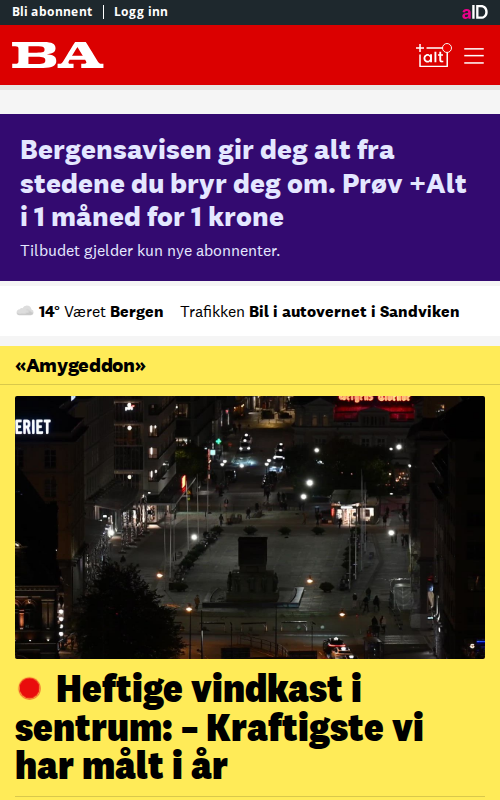 Bli abonnent | Logg inn
aID
BA
+alt
Bergensavisen gir deg alt fra
stedene du bryr deg om. Prøv +Alt
i 1 måned for 1 krone
Tilbudet gjelder kun nye abonnenter.
14° Været Bergen Trafikken Bil i autovernet i Sandviken
«Amygeddon»
ERIET
Heftige vindkast i
sentrum: – Kraftigste vi
har målt i år